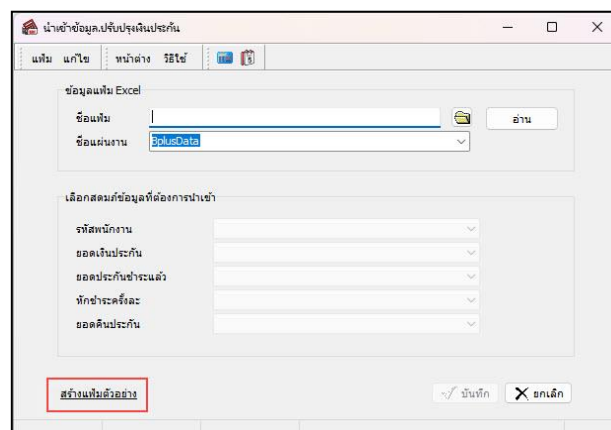 นำเข้าข้อมูล.ปรับปรุงเงินประกัน
แฟ้ม แก้ไข หน้าต่าง วิธีใช้
ข้อมูลแฟ้ม Excel
ชื่อแฟ้ม
อ่าน
ชื่อแผ่นงาน BplusData
เลือกสดมภ์ข้อมูลที่ต้องการนำเข้า
รหัสพนักงาน
ยอดเงินประกัน
ยอดประกันชำระแล้ว
หักชำระครั้งละ
ยอดคืนประกัน
สร้างแฟ้มตัวอย่าง
บันทึก
ยกเลิก